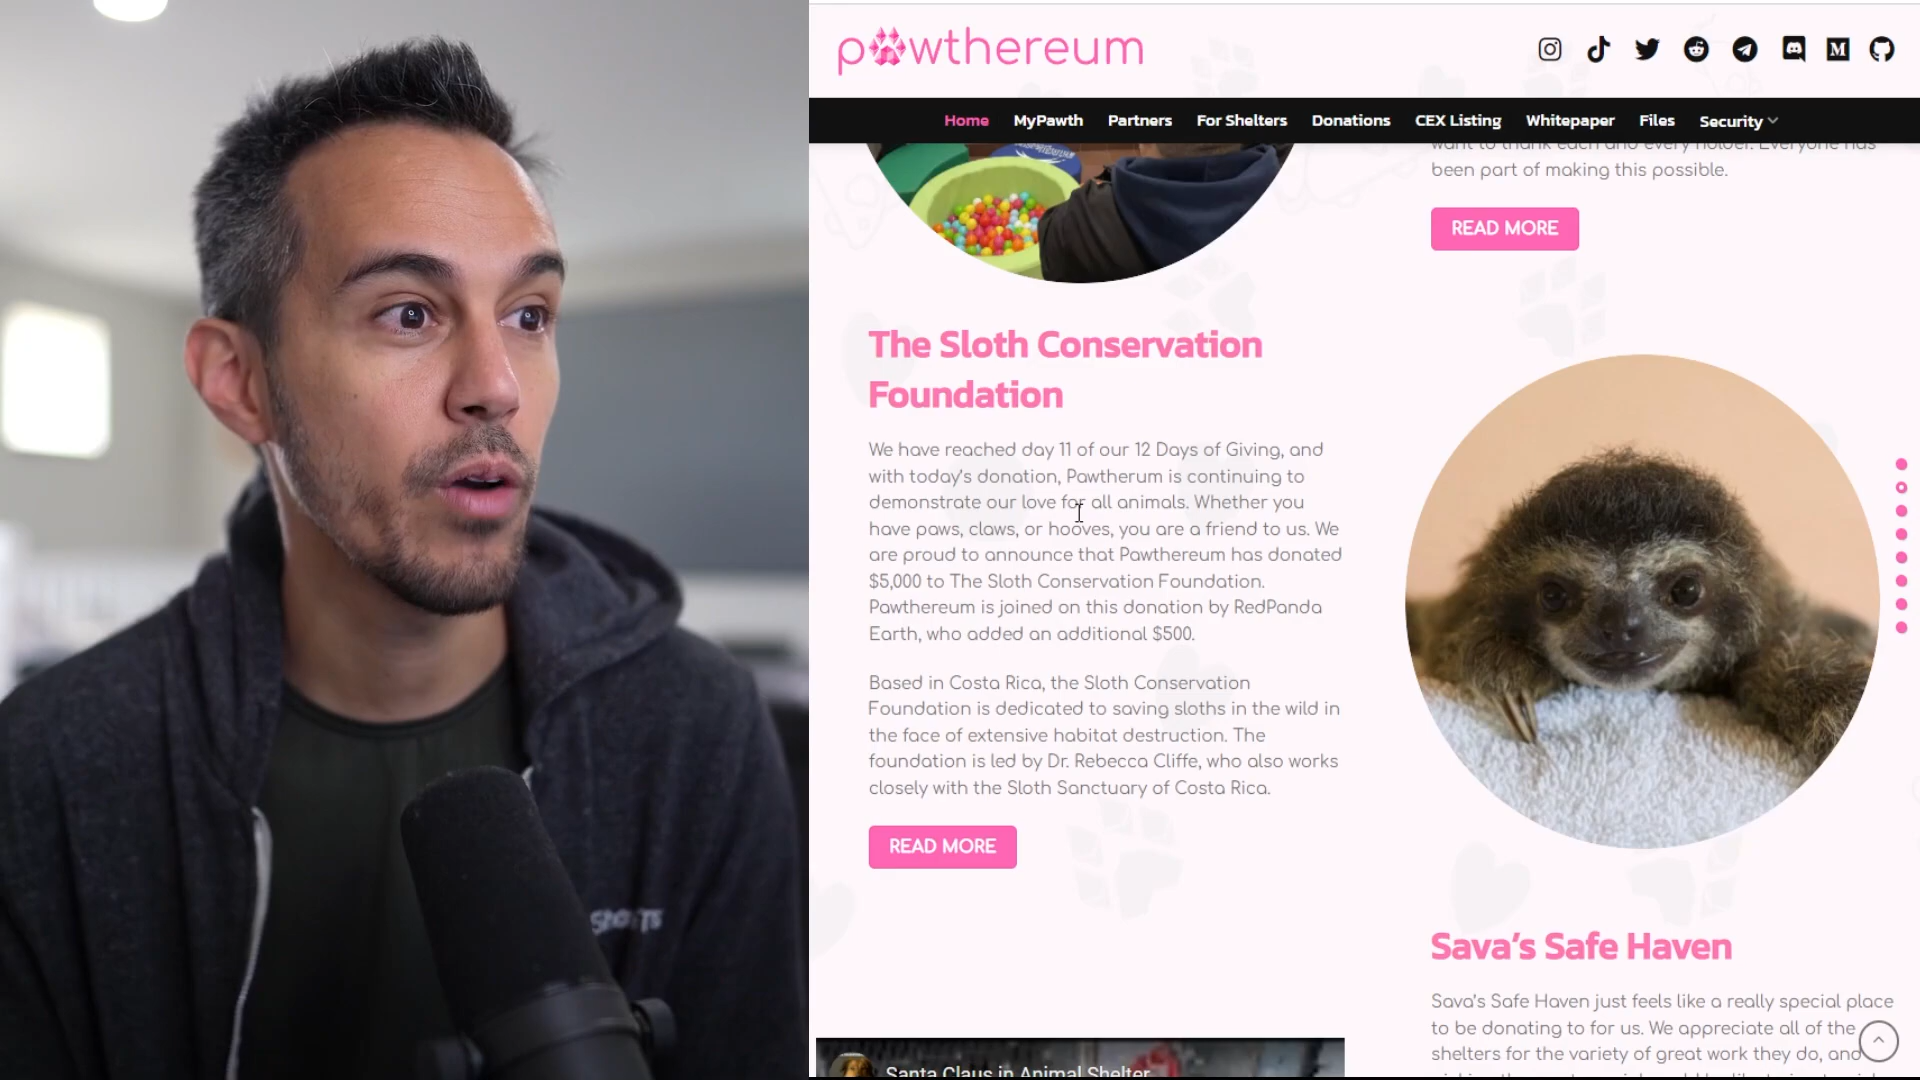 pawthereum
Home MyPawth Partners For Shelters Donations CEX Listing Whitepaper Files Security
want to thank each and every holder. Everyone has
been part of making this possible.
READ MORE
The Sloth Conservation
Foundation
We have reached day 11 of our 12 Days of Giving, and
with today's donation, Pawtherum is continuing to
demonstrate our love for all animals. Whether you
have paws, claws, or hooves, you are a friend to us. We
are proud to announce that Pawthereum has donated
$5,000 to The Sloth Conservation Foundation.
Pawthereum is joined on this donation by RedPanda
Earth, who added an additional $500.
Based in Costa Rica, the Sloth Conservation
Foundation is dedicated to saving sloths in the wild in
the face of extensive habitat destruction. The
foundation is led by Dr. Rebecca Cliffe, who also works
closely with the Sloth Sanctuary of Costa Rica.
READ MORE
Sava's Safe Haven
Sava's Safe Haven just feels like a really special place
to be donating to for us. We appreciate all of the
shelters for the variety of great work they do, and
Santa Claus in Animal Shelter